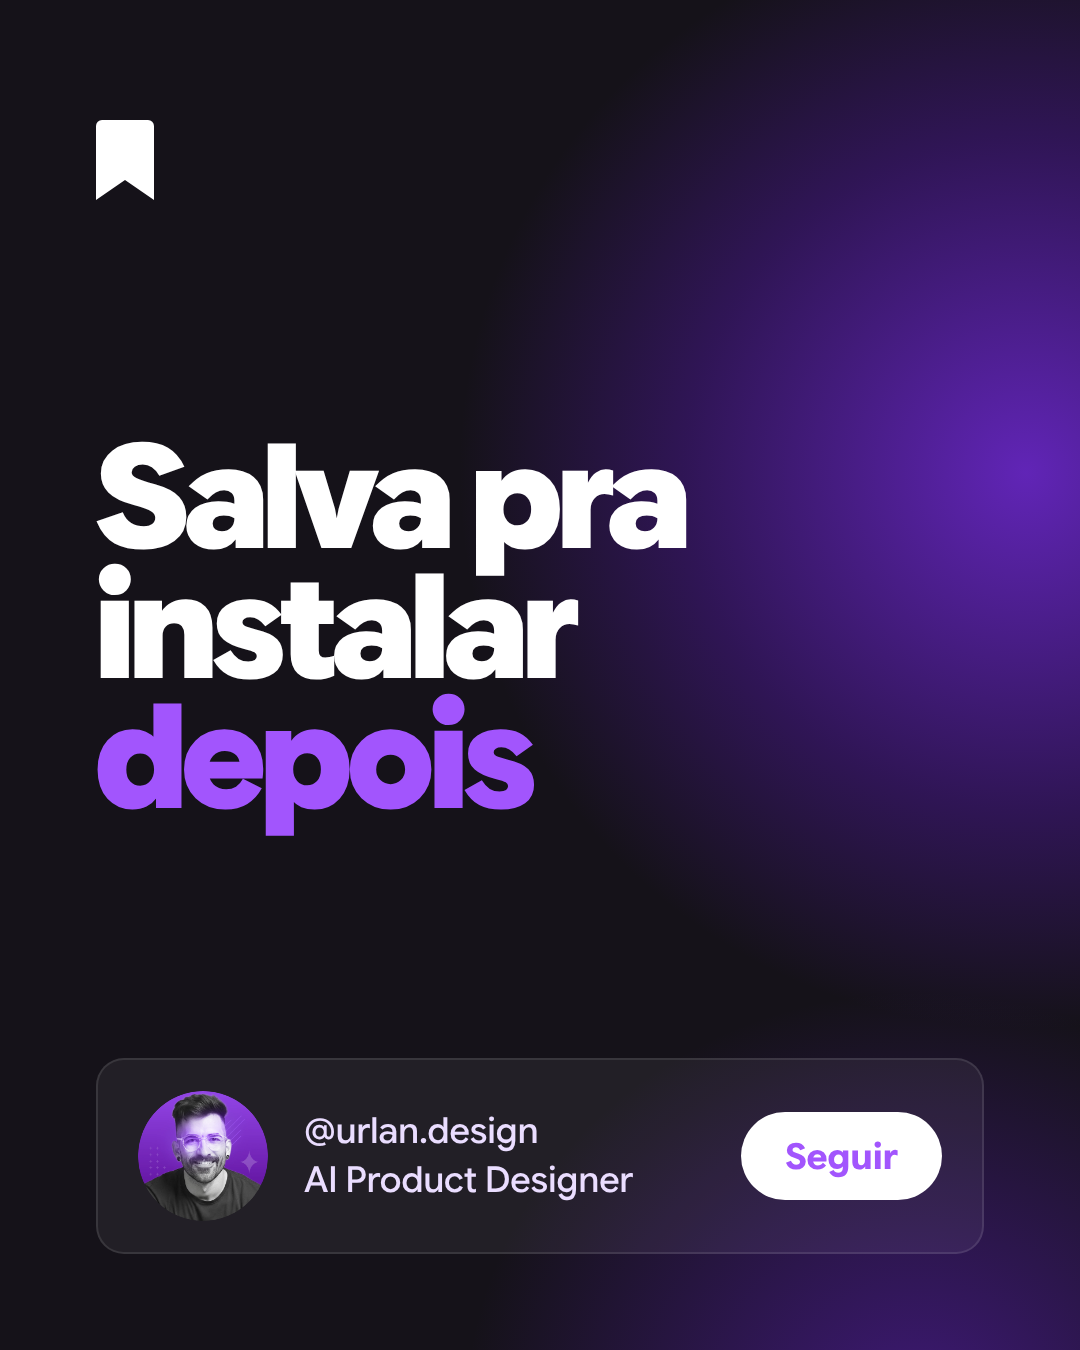 Salva pra
instalar
depois
@urlan.design
AI Product Designer
Seguir